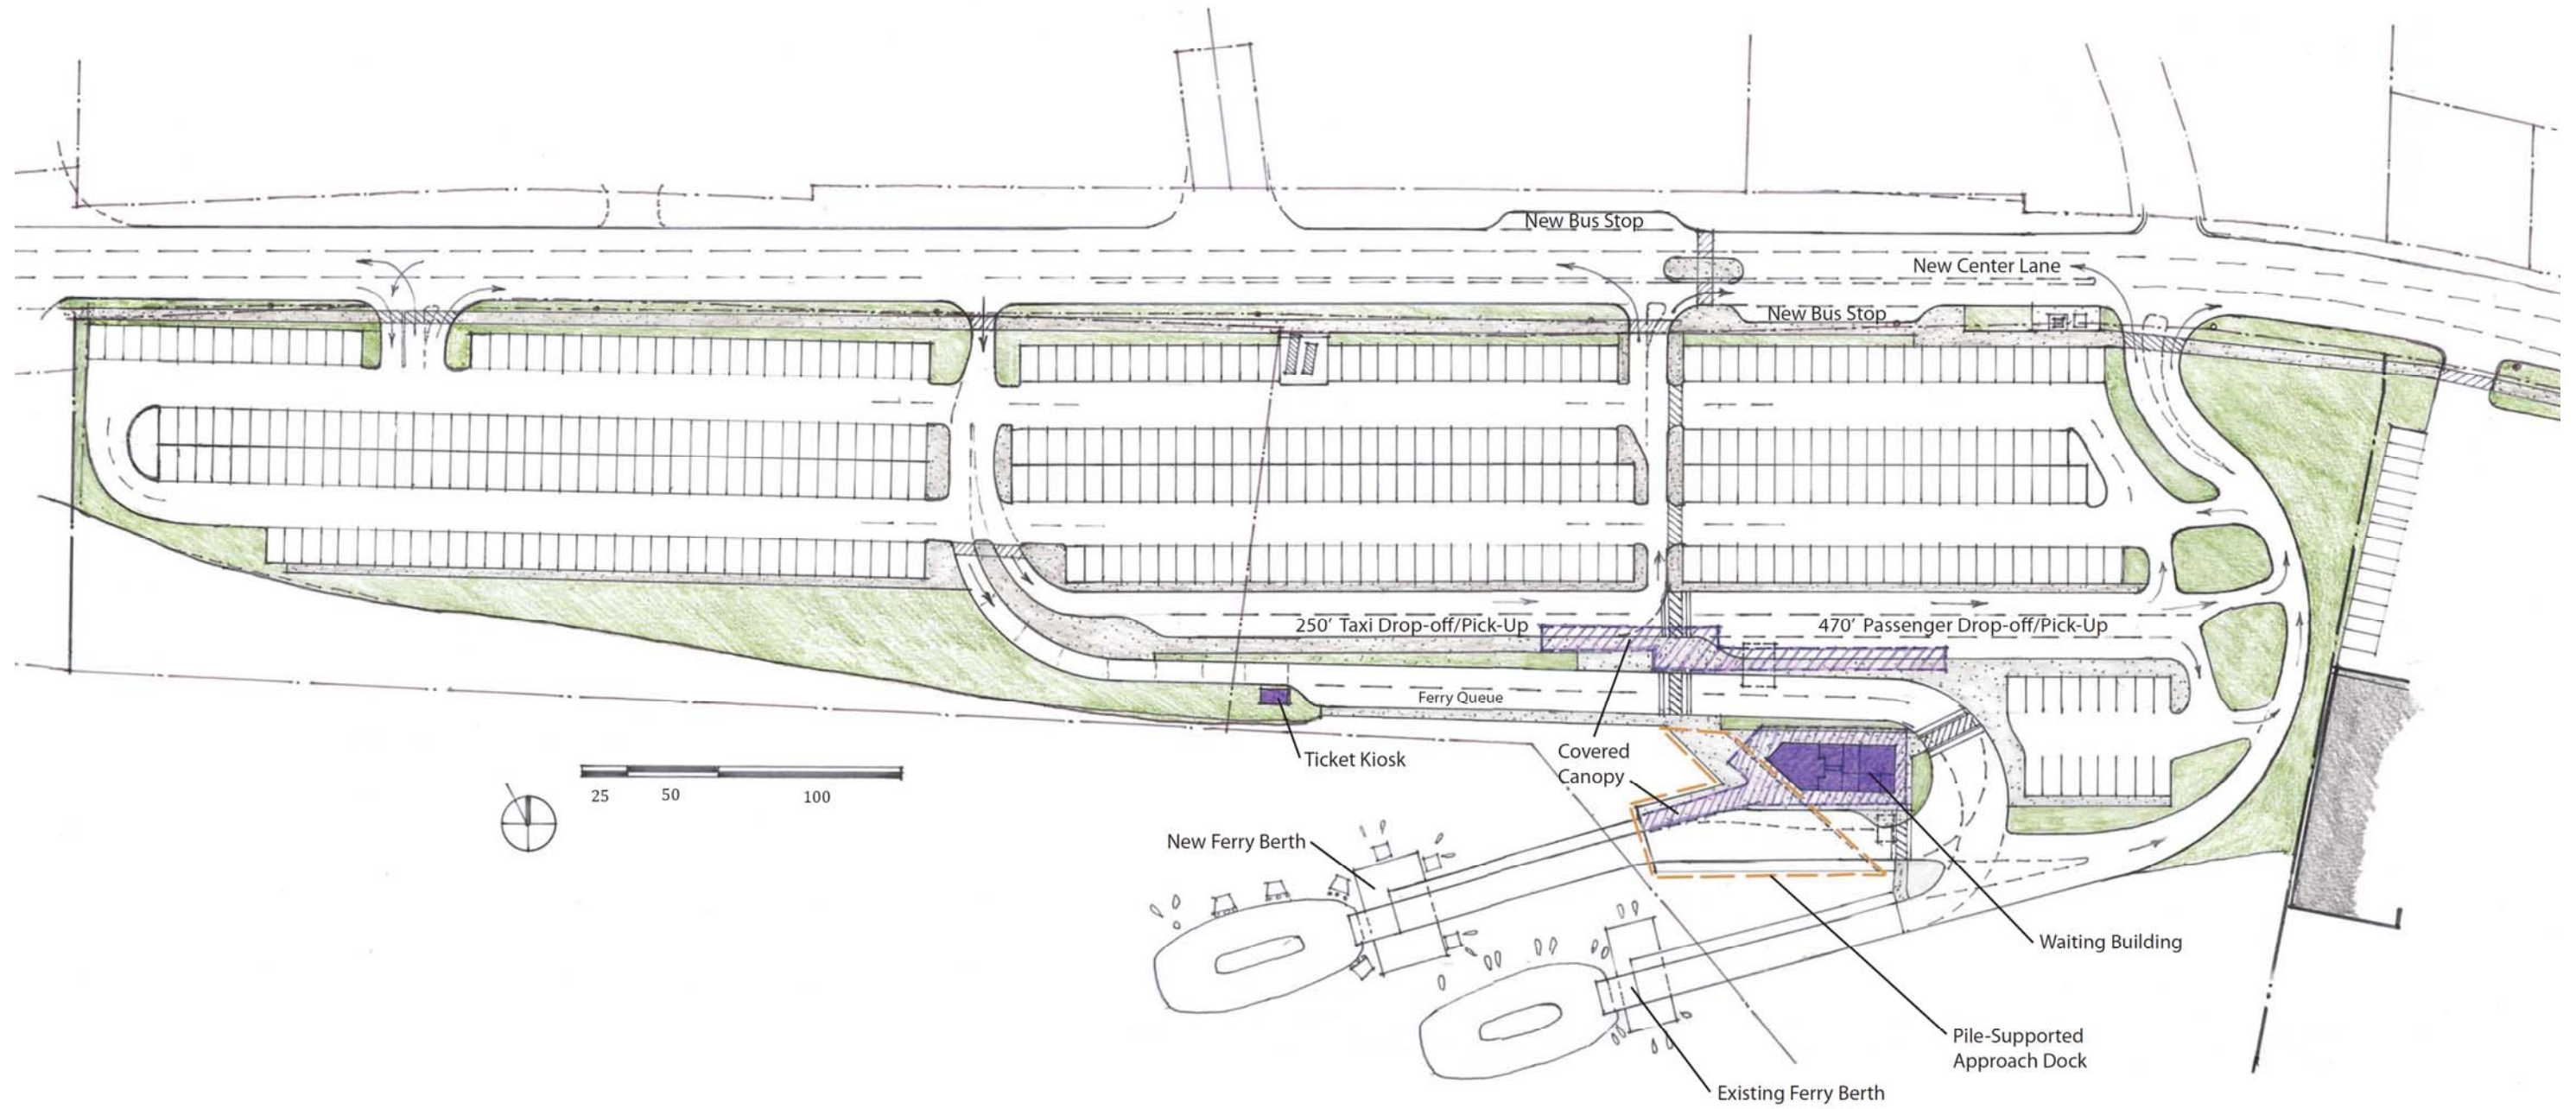 New Bus Stop
New Center Lane
New Bus Stop
250' Taxi Drop-off/Pick-Up
470' Passenger Drop-off/Pick-Up
Ferry Queue
Ticket Kiosk
Covered
Canopy
25 50 100
New Ferry Berth
Waiting Building
Pile-Supported
Approach Dock
Existing Ferry Berth